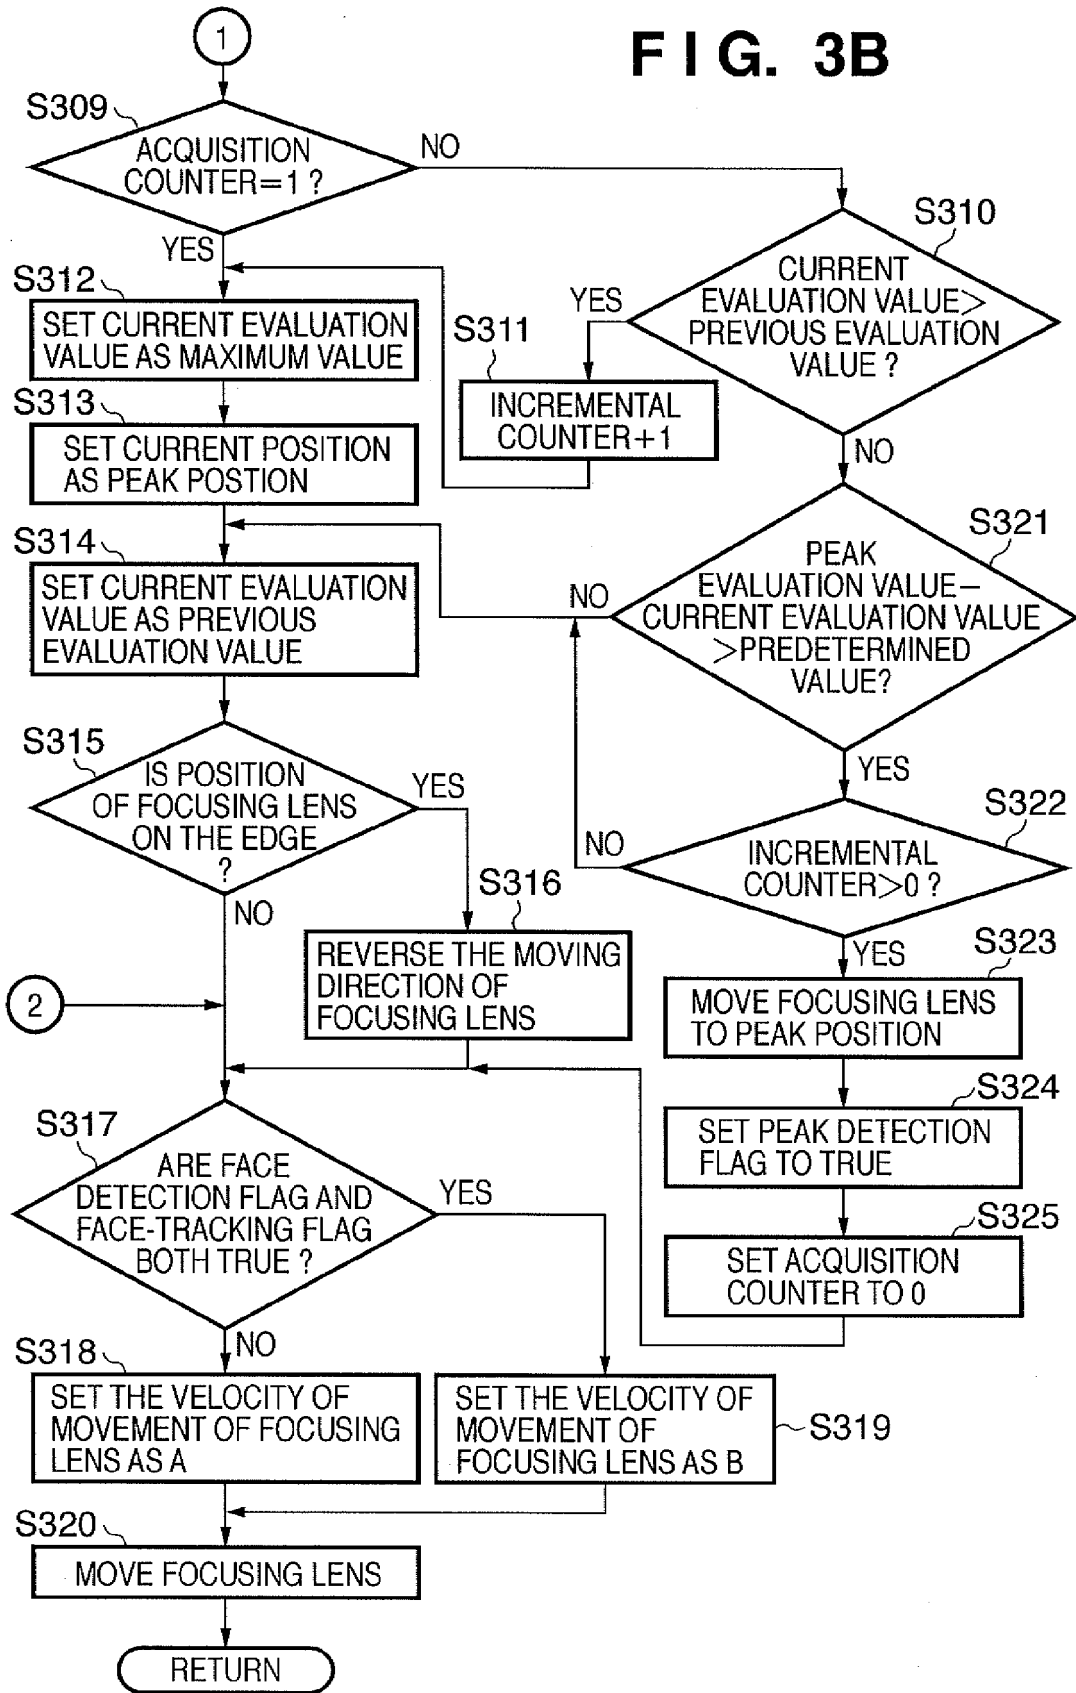 1
FIG. 3B
S309
ACQUISITION
COUNTER=1 ?
NO
YES
S310
CURRENT
EVALUATION VALUE>
PREVIOUS EVALUATION
VALUE ?
YES
NO
S311
INCREMENTAL
COUNTER+1
S312
SET CURRENT EVALUATION
VALUE AS MAXIMUM VALUE
S313
SET CURRENT POSITION
AS PEAK POSTION
S314
SET CURRENT EVALUATION
VALUE AS PREVIOUS
EVALUATION VALUE
S321
PEAK
EVALUATION VALUE−
CURRENT EVALUATION VALUE
>PREDETERMINED
VALUE?
NO
YES
S315
IS POSITION
OF FOCUSING LENS
ON THE EDGE
?
YES
NO
S322
INCREMENTAL
COUNTER>0 ?
NO
YES
S316
REVERSE THE MOVING
DIRECTION OF
FOCUSING LENS
2
S323
MOVE FOCUSING LENS
TO PEAK POSITION
S324
SET PEAK DETECTION
FLAG TO TRUE
S325
SET ACQUISITION
COUNTER TO 0
S317
ARE FACE
DETECTION FLAG AND
FACE-TRACKING FLAG
BOTH TRUE ?
YES
NO
S318
SET THE VELOCITY OF
MOVEMENT OF FOCUSING
LENS AS A
S319
SET THE VELOCITY OF
MOVEMENT OF
FOCUSING LENS AS B
S320
MOVE FOCUSING LENS
RETURN